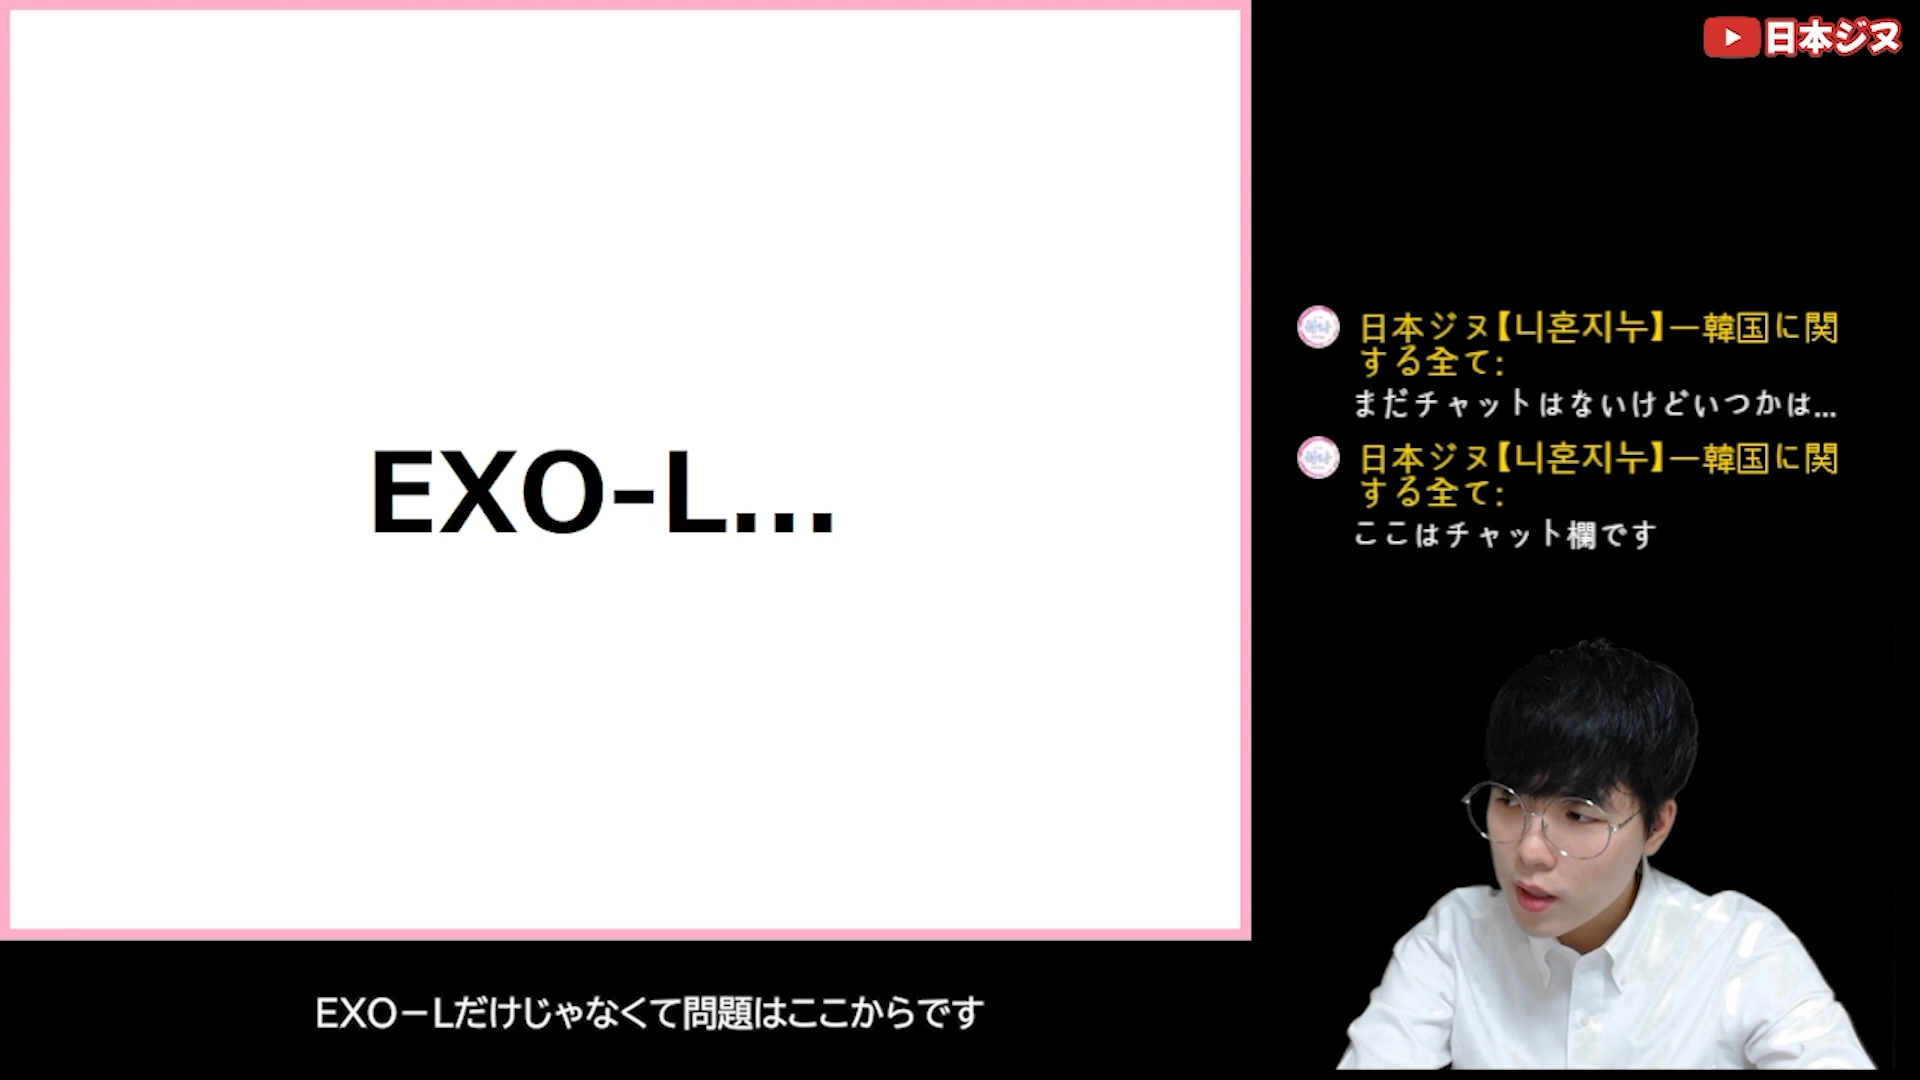 日本ジヌ
EXO-L...
日本ジヌ【니혼지누】ー韓国に関
する全て:
まだチャットはないけどいつかは...
日本ジヌ【니혼지누】ー韓国に関
する全て:
ここはチャット欄です
EXO－Lだけじゃなくて問題はここからです